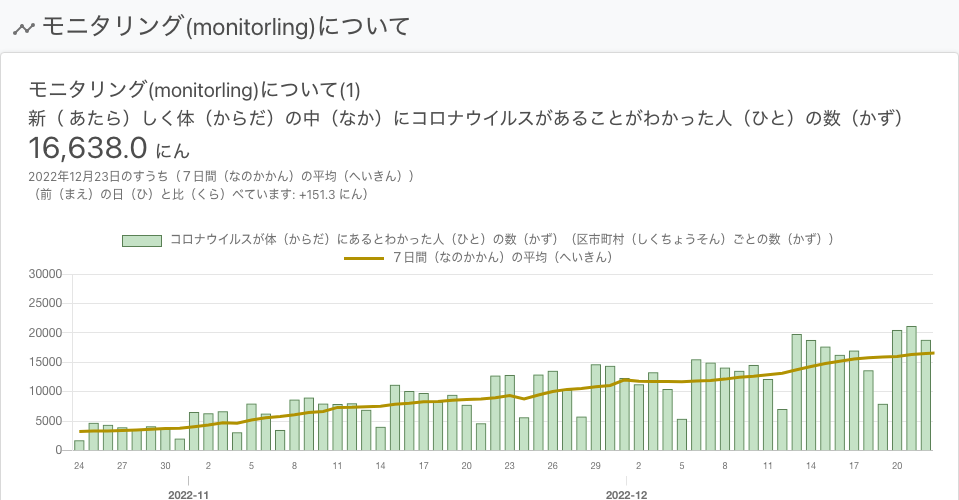 モニタリング(monitorling)について
モニタリング(monitorling)について(1)
新（ あたら）しく体（からだ）の中（なか）にコロナウイルスがあることがわかった人（ひと）の数（かず）
16,638.0 にん
2022年12月23日のすうち（７日間（なのかかん）の平均（へいきん））
（前（まえ）の日（ひ）と比（くら）べています: +151.3 にん）
コロナウイルスが体（からだ）にあるとわかった人（ひと）の数（かず）（区市町村（しくちょうそん）ごとの数（かず））
７日間（なのかかん）の平均（へいきん）
30000
25000
20000
15000
10000
5000
0
24 27 30 2 5 8 11 14 17 20 23 26 29 2 5 8 11 14 17 20
2022-11 2022-12